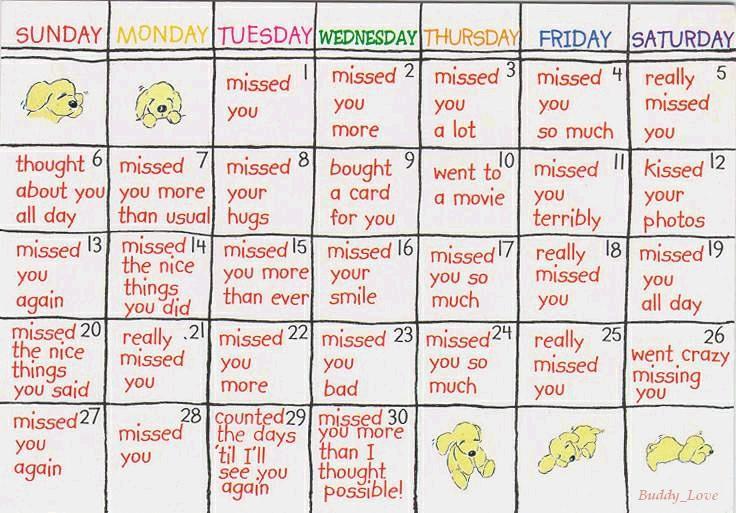 SUNDAY MONDAY TUESDAY WEDNESDAY THURSDAY FRIDAY SATURDAY
1
missed
you
2
missed
you
more
3
missed
you
a lot
4
missed
you
so much
5
really
missed
you
6
thought
about you
all day
7
missed
you more
than usual
8
missed
your
hugs
9
bought
a card
for you
10
went to
a movie
11
missed
you
terribly
12
kissed
your
photos
13
missed
you
again
14
missed
the nice
things
you did
15
missed
you more
than ever
16
missed
your
smile
17
missed
you so
much
18
really
missed
you
19
missed
you
all day
20
missed
the nice
things
you said
21
really
missed
you
22
missed
you
more
23
missed
you
bad
24
missed
you so
much
25
really
missed
you
26
went crazy
missing
you
27
missed
you
again
28
missed
you
29
counted
the days
'til I'll
see you
again
30
missed
you more
than I
thought
possible!
Buddy_Love